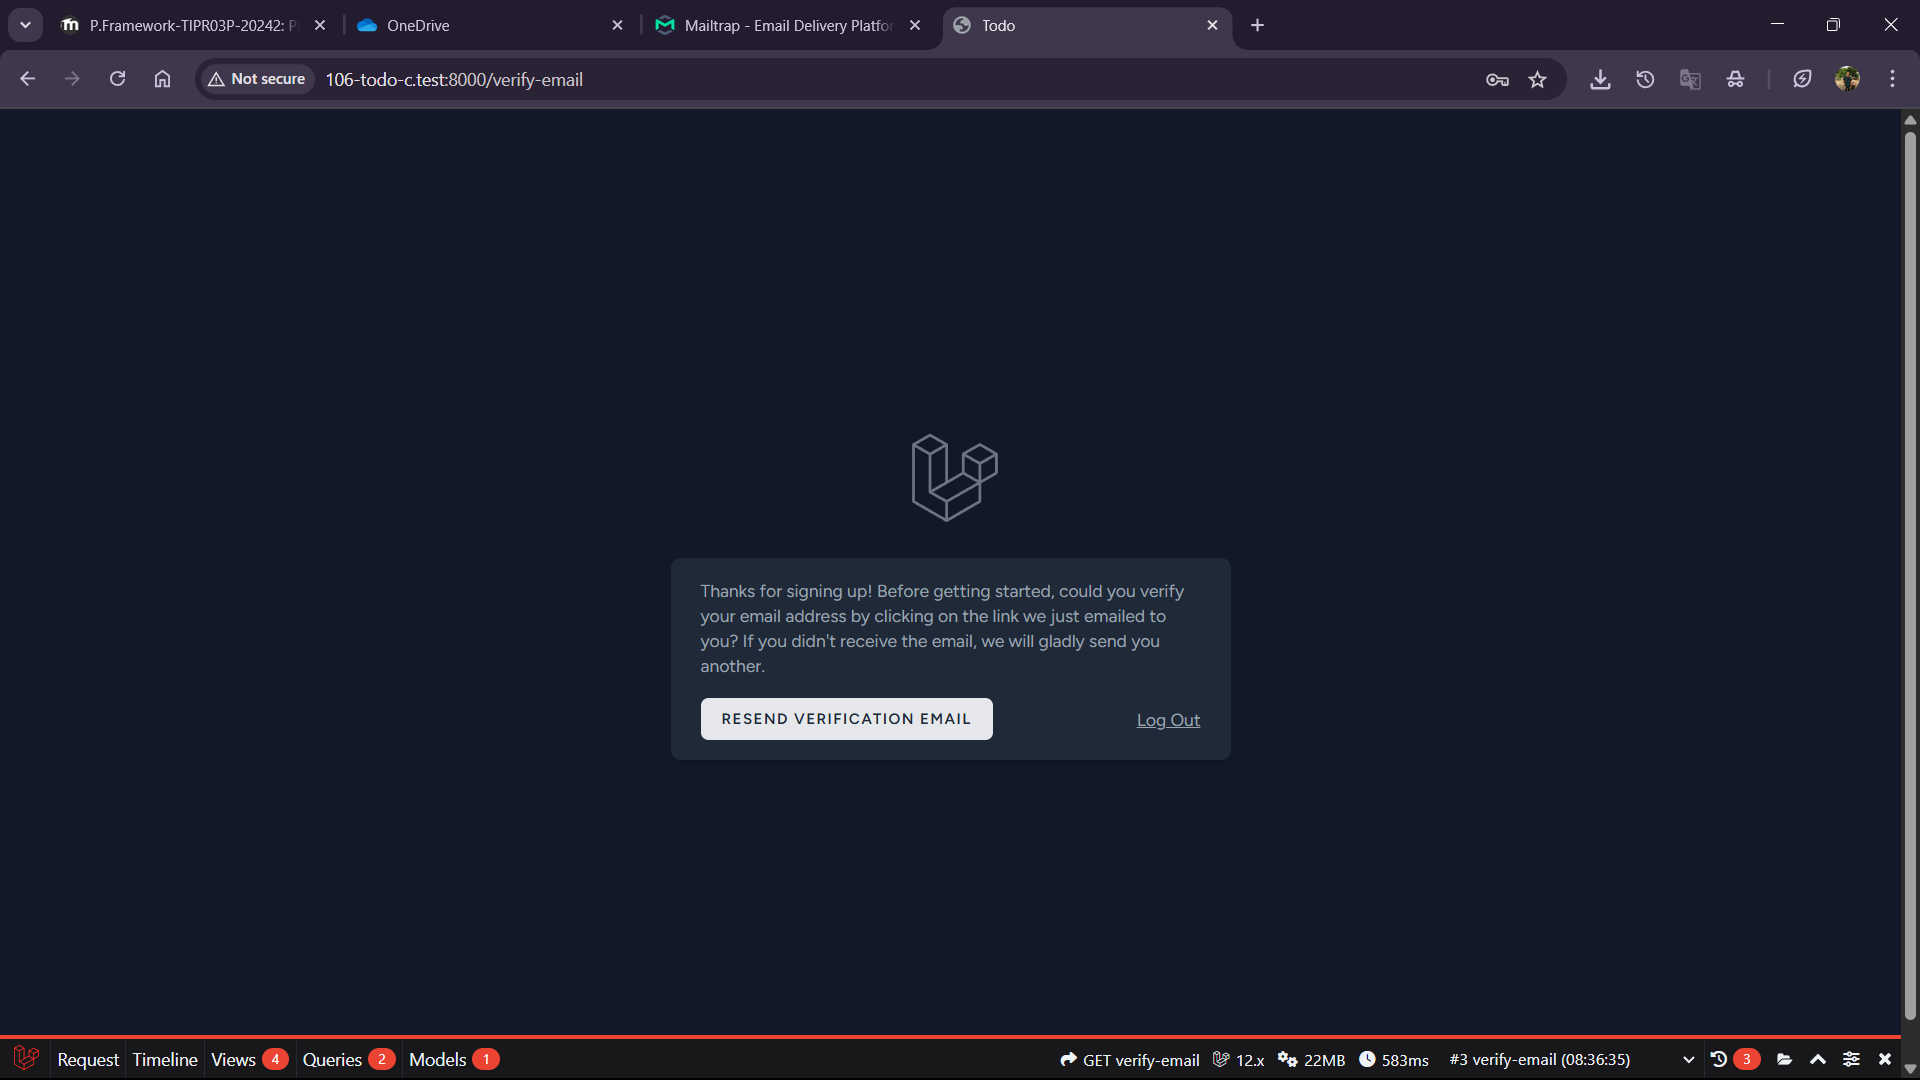 P.Framework-TIPR03P-20242:
OneDrive
Mailtrap - Email Delivery Platfor
Todo
Not secure
106-todo-c.test:8000/verify-email
Thanks for signing up! Before getting started, could you verify
your email address by clicking on the link we just emailed to
you? If you didn't receive the email, we will gladly send you
another.
RESEND VERIFICATION EMAIL
Log Out
Request
Timeline
Views 4
Queries 2
Models 1
GET verify-email
12.x
22MB
583ms
#3 verify-email (08:36:35)
3